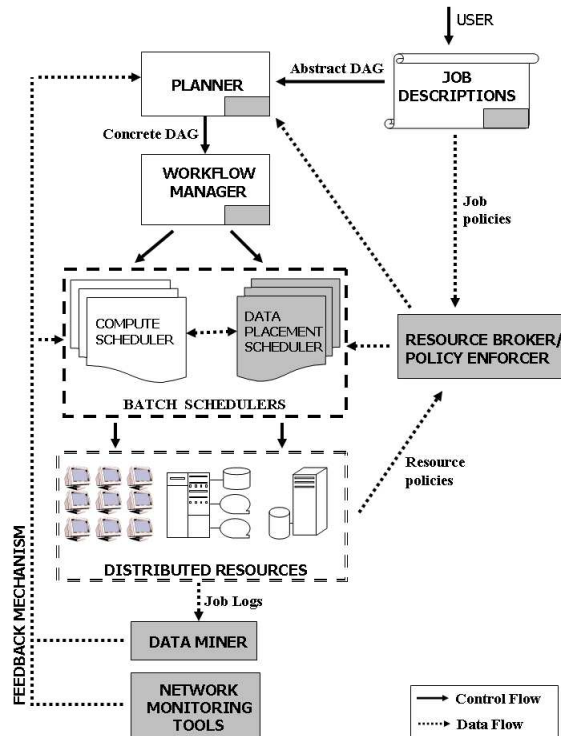 USER
Abstract DAG
PLANNER
JOB
DESCRIPTIONS
Concrete DAG
WORKFLOW
MANAGER
Job
policies
COMPUTE
SCHEDULER
DATA
PLACEMENT
SCHEDULER
RESOURCE BROKER/
POLICY ENFORCER
BATCH SCHEDULERS
Resource
policies
DISTRIBUTED RESOURCES
FEEDBACK MECHANISM
Job Logs
DATA MINER
NETWORK
MONITORING
TOOLS
Control Flow
Data Flow